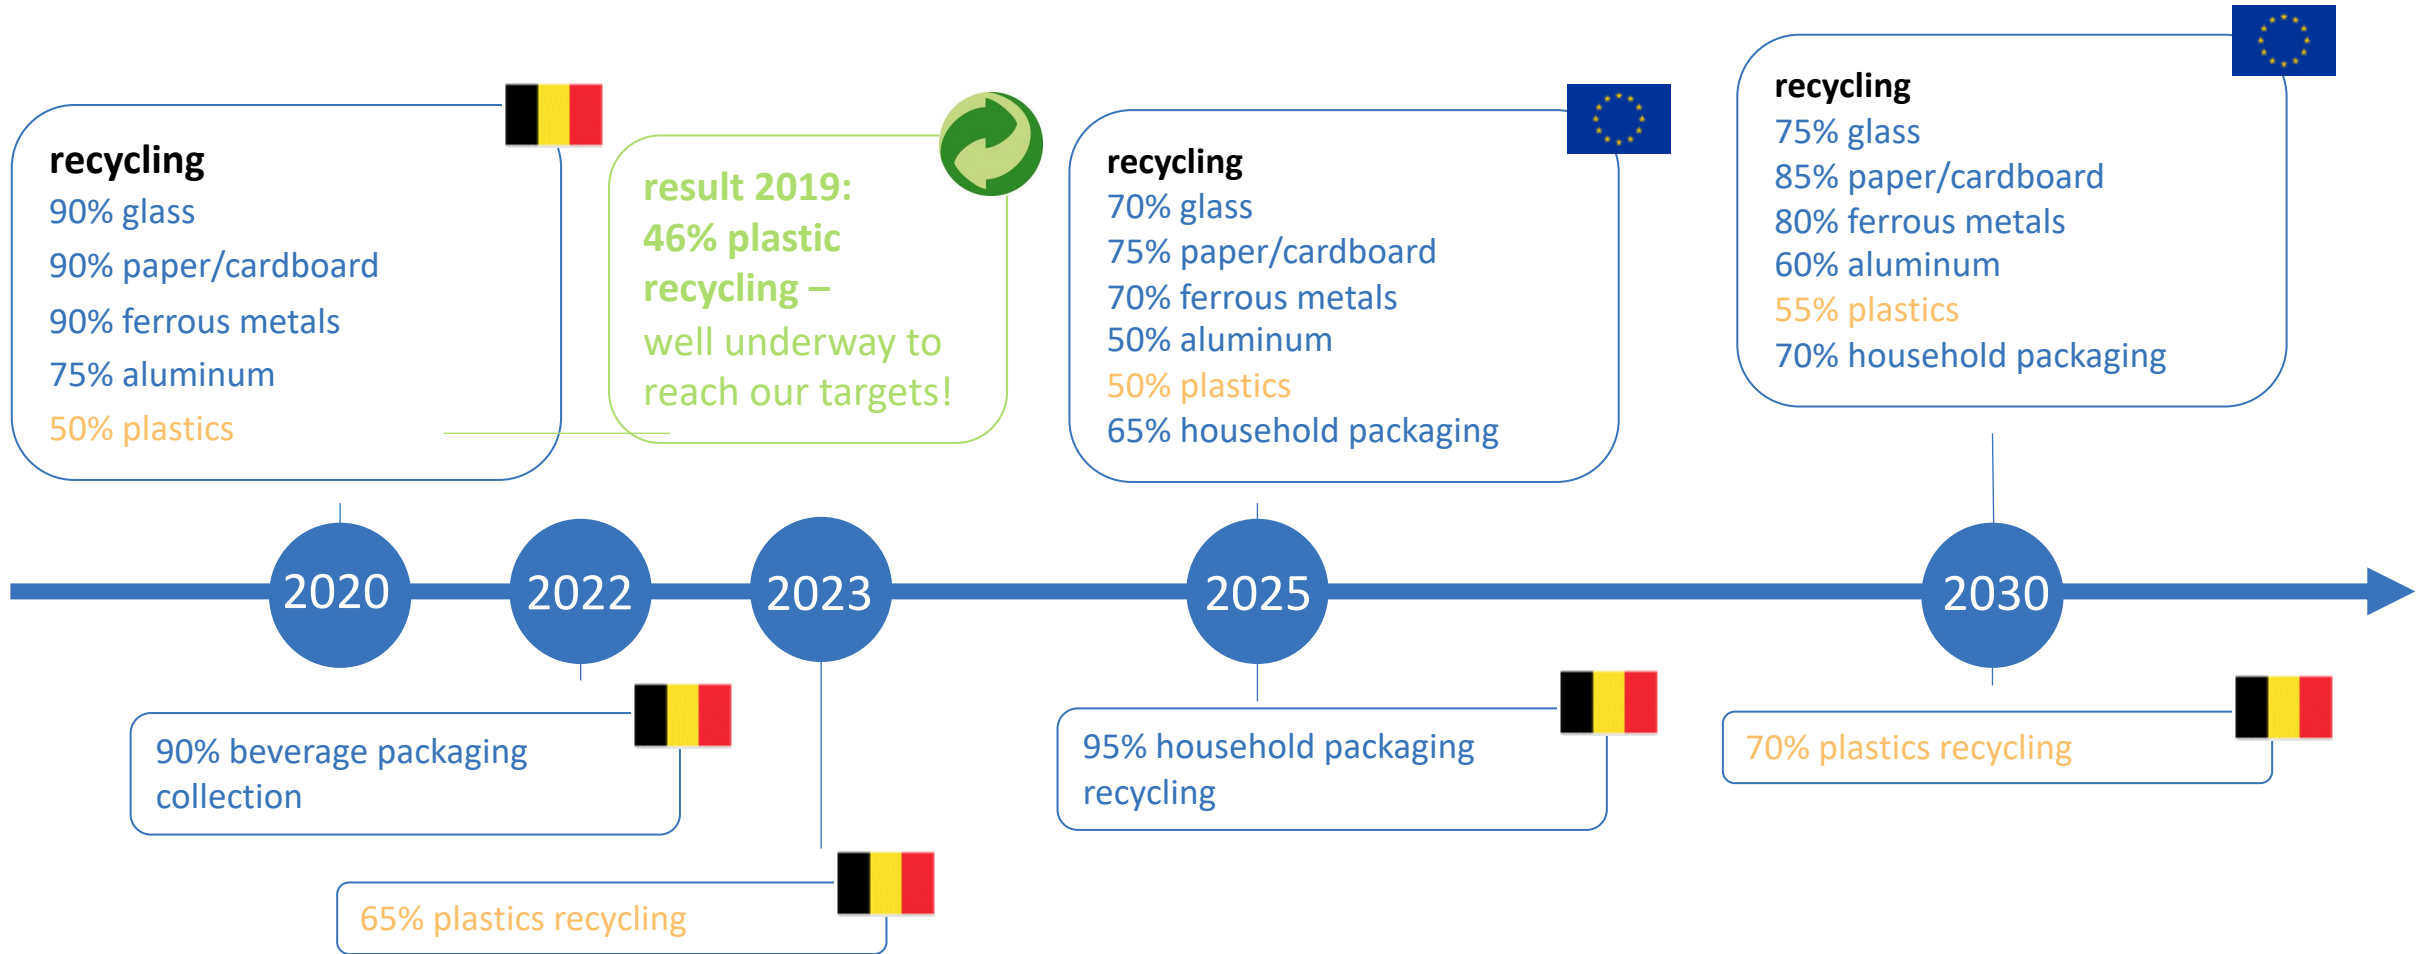 recycling
90% glass
90% paper/cardboard
90% ferrous metals
75% aluminum
50% plastics
result 2019:
46% plastic
recycling –
well underway to
reach our targets!
recycling
70% glass
75% paper/cardboard
70% ferrous metals
50% aluminum
50% plastics
65% household packaging
recycling
75% glass
85% paper/cardboard
80% ferrous metals
60% aluminum
55% plastics
70% household packaging
2020
2022
2023
2025
2030
90% beverage packaging
collection
65% plastics recycling
95% household packaging
recycling
70% plastics recycling